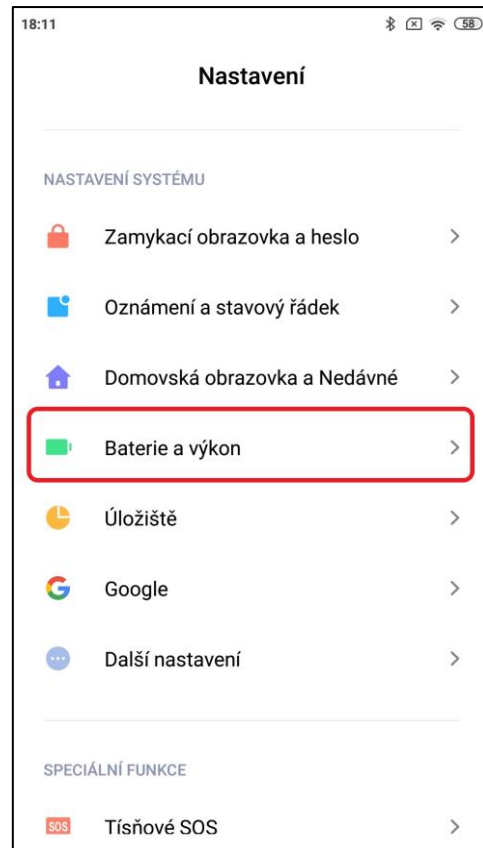 18:11
58
Nastavení
NASTAVENÍ SYSTÉMU
Zamykací obrazovka a heslo
Oznámení a stavový řádek
Domovská obrazovka a Nedávné
Baterie a výkon
Úložiště
Google
Další nastavení
SPECIÁLNÍ FUNKCE
SOS
Tísňové SOS